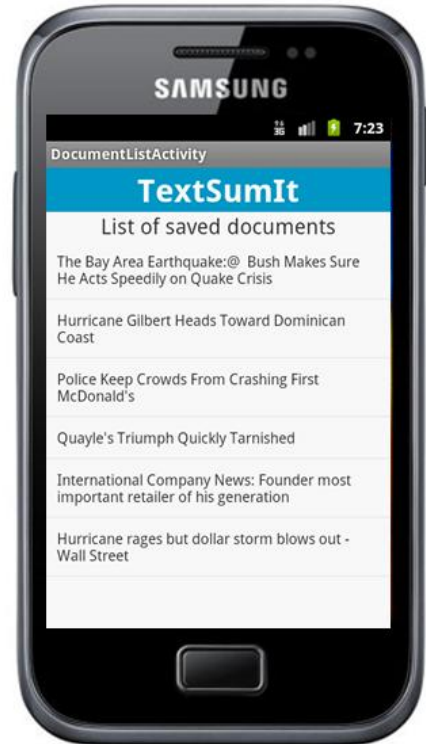 SAMSUNG
3G 7:23
DocumentListActivity
TextSumIt
List of saved documents
The Bay Area Earthquake:@ Bush Makes Sure
He Acts Speedily on Quake Crisis
Hurricane Gilbert Heads Toward Dominican
Coast
Police Keep Crowds From Crashing First
McDonald's
Quayle's Triumph Quickly Tarnished
International Company News: Founder most
important retailer of his generation
Hurricane rages but dollar storm blows out -
Wall Street